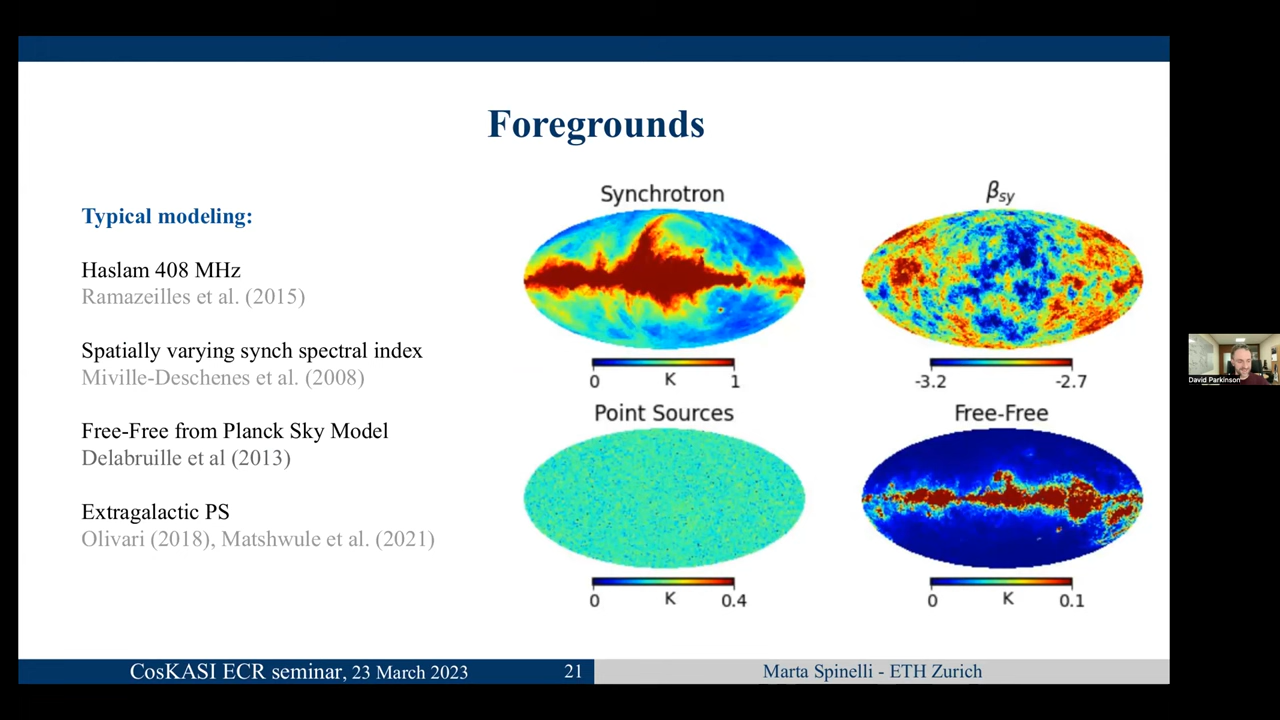 Foregrounds
Typical modeling:
Haslam 408 MHz
Ramazeilles et al. (2015)
Spatially varying synch spectral index
Miville-Deschenes et al. (2008)
Free-Free from Planck Sky Model
Delabruille et al (2013)
Extragalactic PS
Olivari (2018), Matshwule et al. (2021)
Synchrotron
0 K 1
βsy
-3.2 -2.7
Point Sources
0 K 0.4
Free-Free
0 K 0.1
David Parkinson
CosKASI ECR seminar, 23 March 2023
21
Marta Spinelli - ETH Zurich